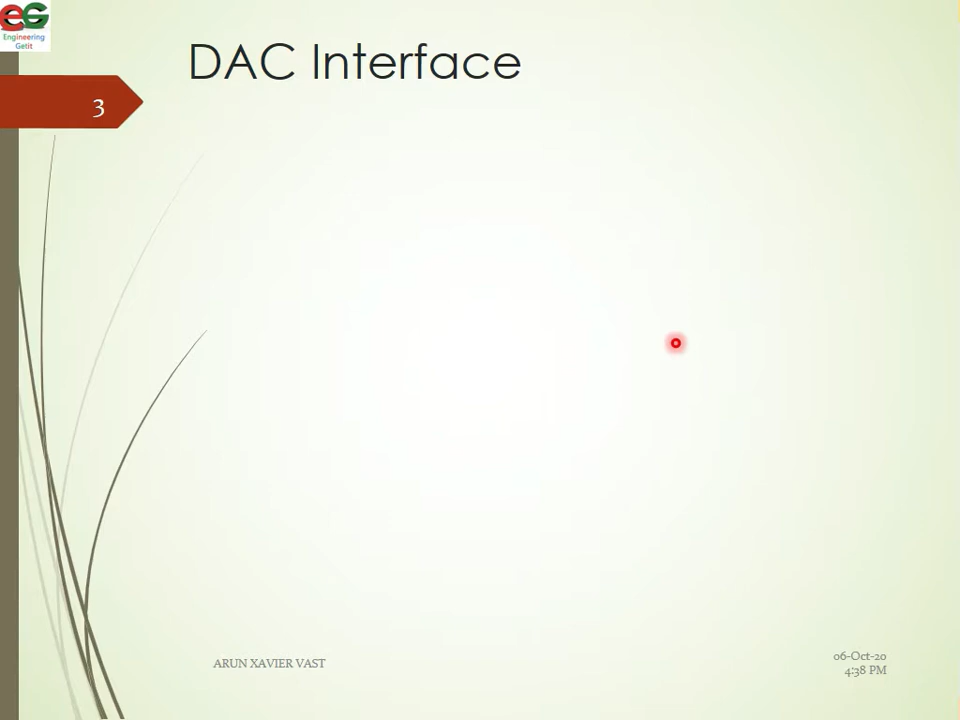 EG
Engineering
Getit
DAC Interface
3
ARUN XAVIER VAST
06-Oct-20
4:38 PM